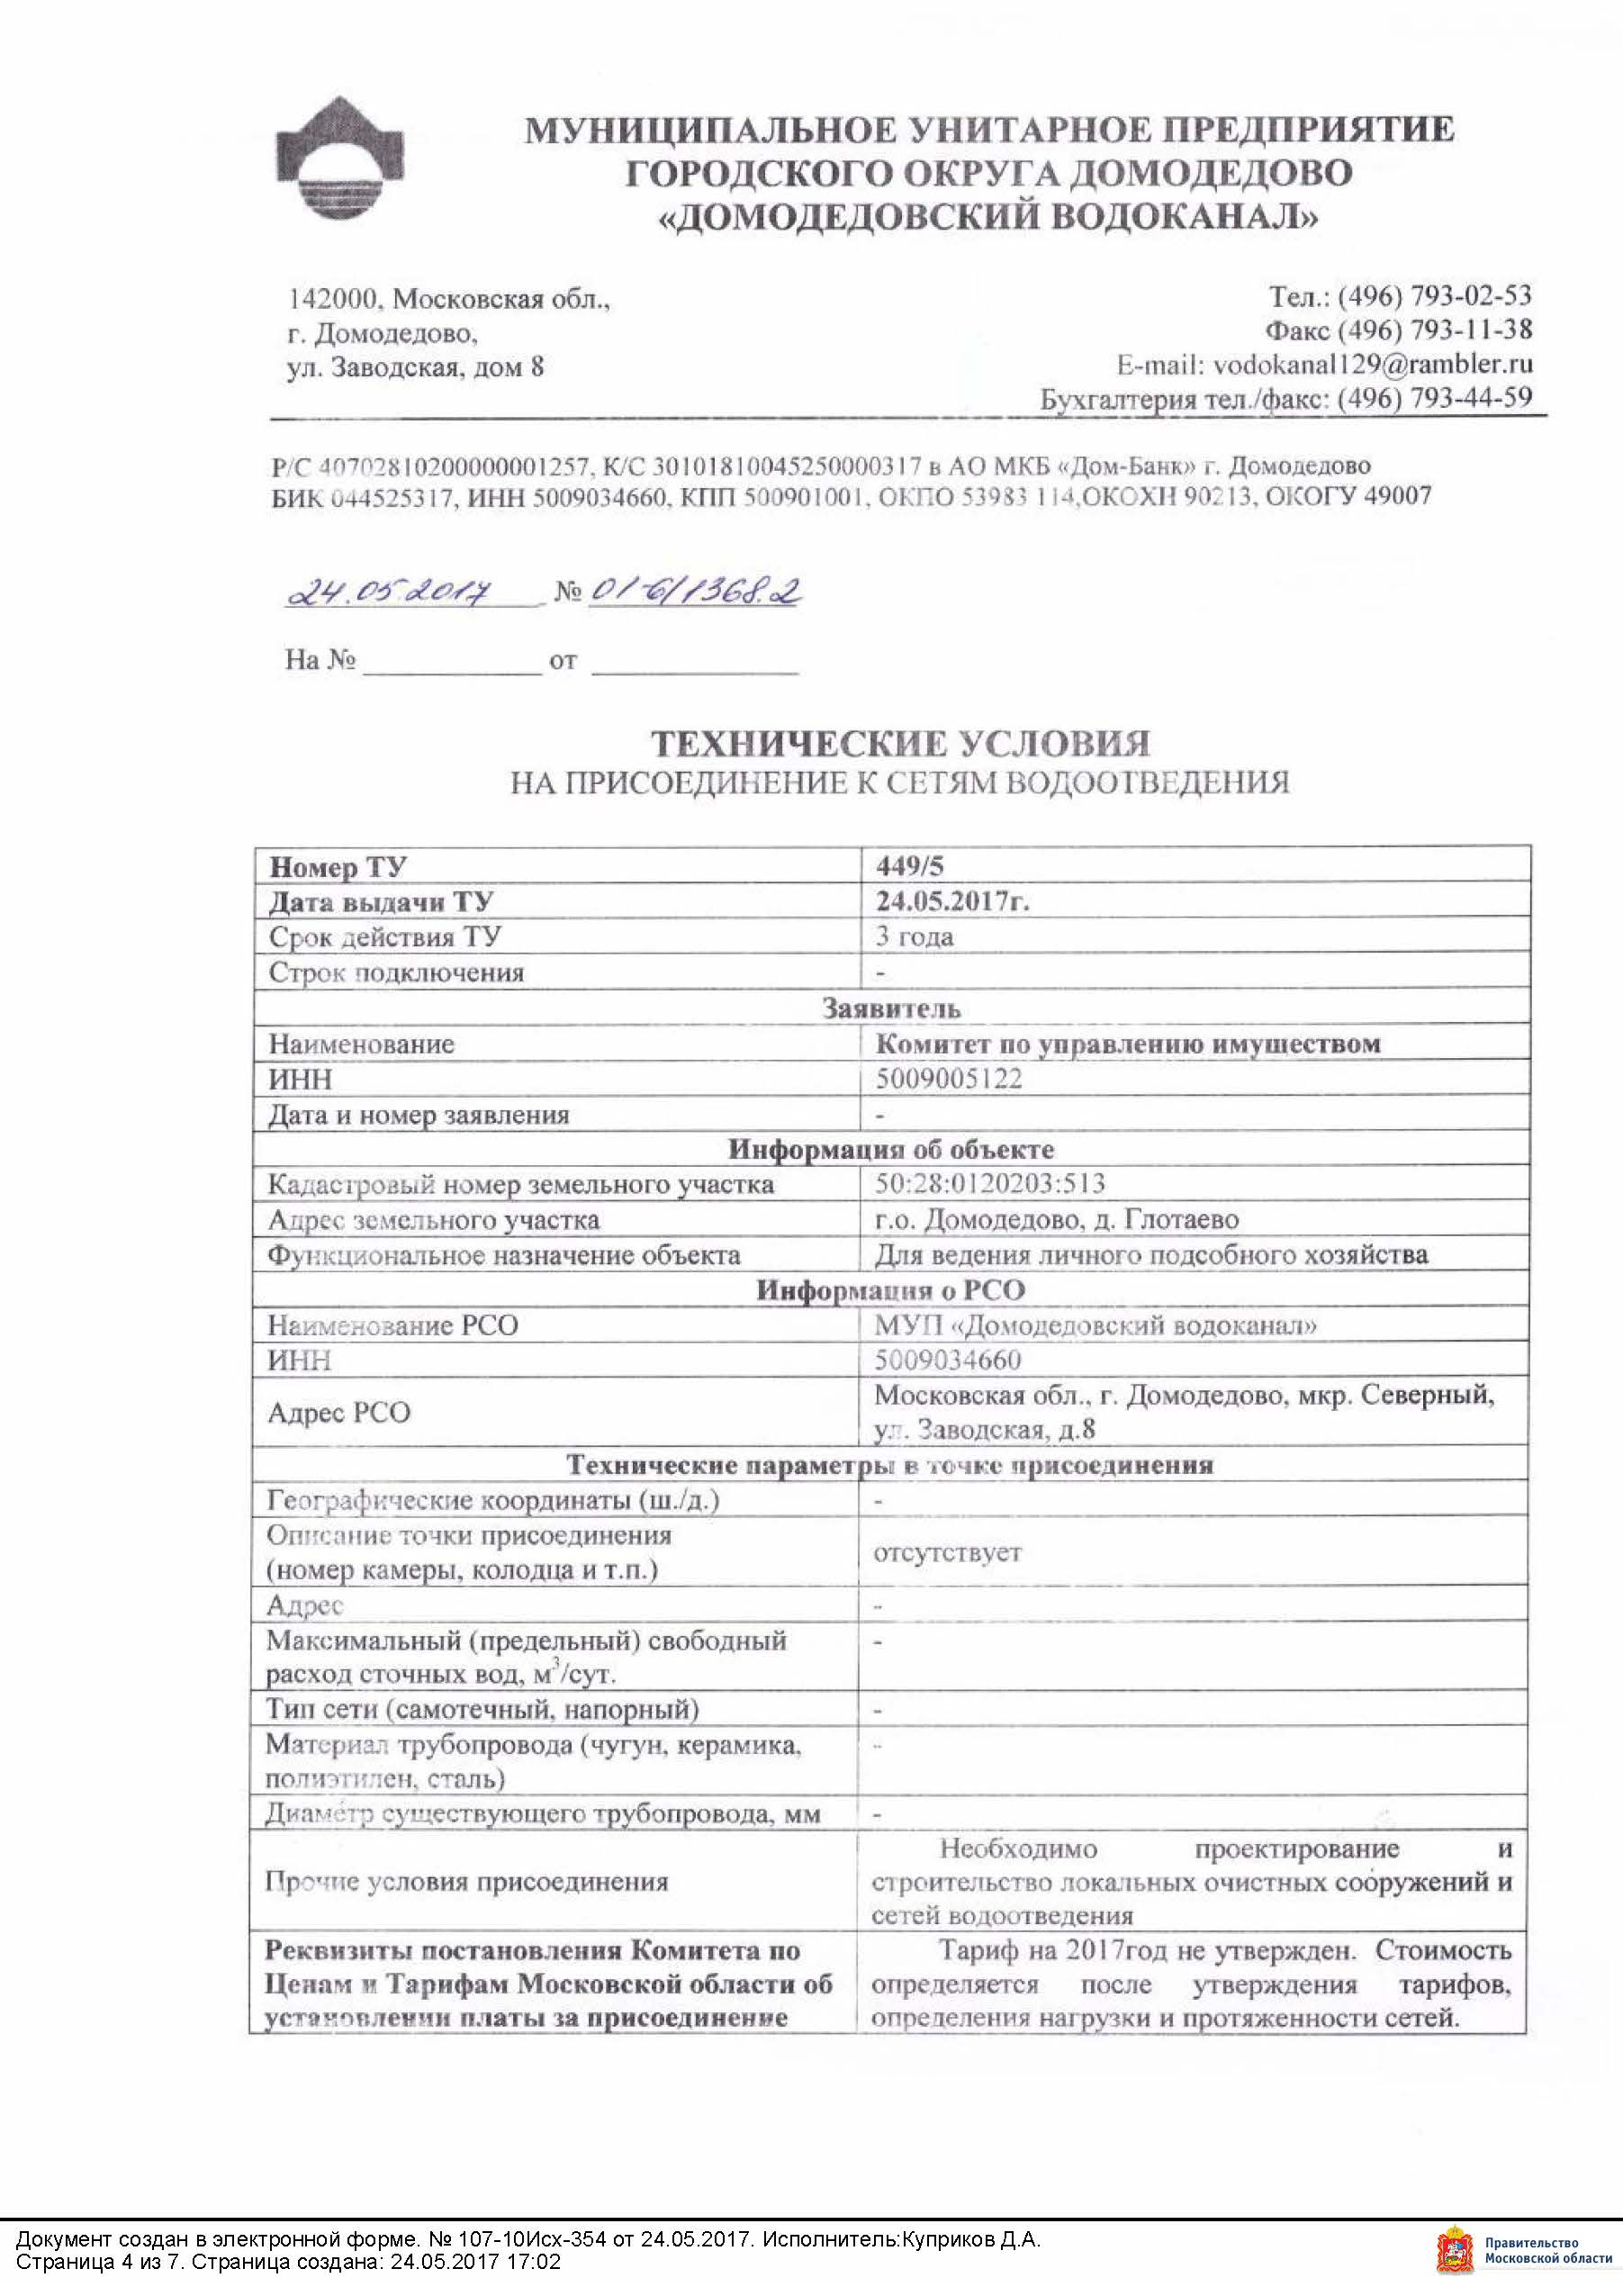 МУНИЦИПАЛЬНОЕ УНИТАРНОЕ ПРЕДПРИЯТИЕ
ГОРОДСКОГО ОКРУГА ДОМОДЕДОВО
«ДОМОДЕДОВСКИЙ ВОДОКАНАЛ»
142000, Московская обл.,
г. Домодедово,
ул. Заводская, дом 8
Тел.: (496) 793-02-53
Факс (496) 793-11-38
E-mail: vodokanal129@rambler.ru
Бухгалтерия тел./факс: (496) 793-44-59
Р/С 40702810200000001257, К/С 30101810045250000317 в АО МКБ «Дом-Банк» г. Домодедово
БИК 044525317, ИНН 5009034660, КПП 500901001, ОКПО 53983 114,ОКОХН 90213, ОКОГУ 49007
24.05.2017 № 01-6/1368.2
На № ____________ от ____________
ТЕХНИЧЕСКИЕ УСЛОВИЯ
НА ПРИСОЕДИНЕНИЕ К СЕТЯМ ВОДООТВЕДЕНИЯ
Номер ТУ 449/5
Дата выдачи ТУ 24.05.2017г.
Срок действия ТУ 3 года
Строк подключения -
Заявитель
Наименование Комитет по управлению имуществом
ИНН 5009005122
Дата и номер заявления -
Информация об объекте
Кадастровый номер земельного участка 50:28:0120203:513
Адрес земельного участка г.о. Домодедово, д. Глотаево
Функциональное назначение объекта Для ведения личного подсобного хозяйства
Информация о РСО
Наименование РСО МУП «Домодедовский водоканал»
ИНН 5009034660
Адрес РСО
Московская обл., г. Домодедово, мкр. Северный,
ул. Заводская, д.8
Технические параметры в точке присоединения
Географические координаты (ш./д.) -
Описание точки присоединения
(номер камеры, колодца и т.п.)
отсутствует
Адрес -
Максимальный (предельный) свободный -
расход сточных вод, м³/сут.
Тип сети (самотечный, напорный) -
Материал трубопровода (чугун, керамика, -
полиэтилен, сталь)
Диаметр существующего трубопровода, мм -
Прочие условия присоединения
Необходимо проектирование и
строительство локальных очистных сооружений и
сетей водоотведения
Реквизиты постановления Комитета по
Ценам и Тарифам Московской области об
установлении платы за присоединение
Тариф на 2017год не утвержден. Стоимость
определяется после утверждения тарифов,
определения нагрузки и протяженности сетей.
Документ создан в электронной форме. № 107-10Исх-354 от 24.05.2017. Исполнитель:Куприков Д.А.
Страница 4 из 7. Страница создана: 24.05.2017 17:02
Правительство
Московской области